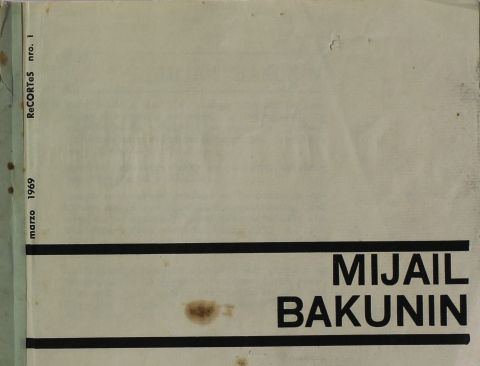 marzo 1969 ReCORTeS nro. 1
MIJAIL
BAKUNIN